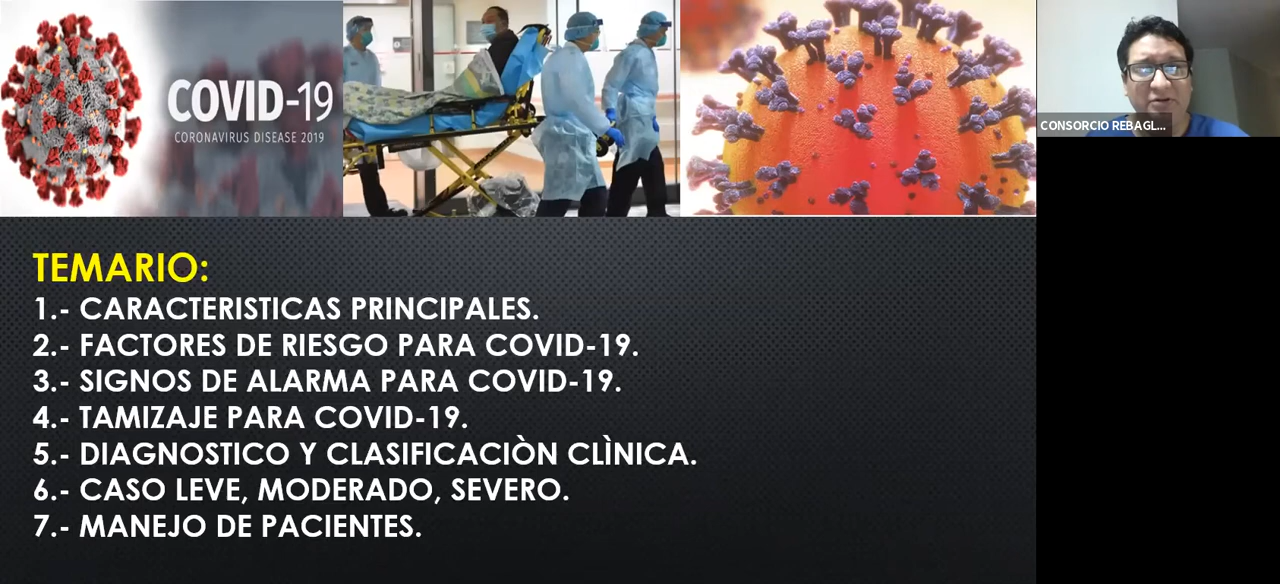 COVID-19
CORONAVIRUS DISEASE 2019
CONSORCIO REBAGL...
TEMARIO:
1.- CARACTERISTICAS PRINCIPALES.
2.- FACTORES DE RIESGO PARA COVID-19.
3.- SIGNOS DE ALARMA PARA COVID-19.
4.- TAMIZAJE PARA COVID-19.
5.- DIAGNOSTICO Y CLASIFICACIÒN CLÌNICA.
6.- CASO LEVE, MODERADO, SEVERO.
7.- MANEJO DE PACIENTES.